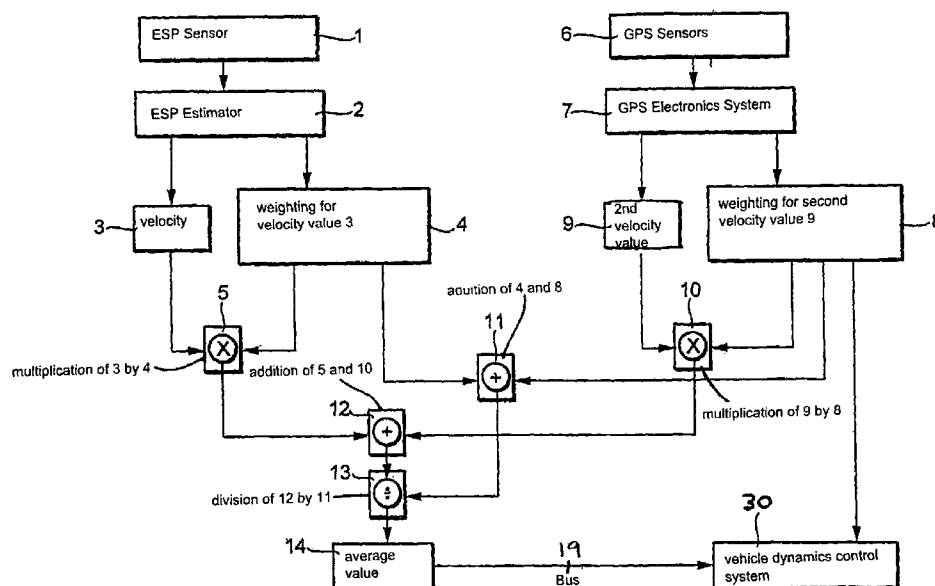 ESP Sensor
1
6
GPS Sensors
ESP Estimator
2
7
GPS Electronics System
3
velocity
weighting for
velocity value 3
4
9
2nd
velocity
value
weighting for second
velocity value 9
8
5
multiplication of 3 by 4
addition of 4 and 8
11
10
multiplication of 9 by 8
addition of 5 and 10
12
13
division of 12 by 11
14
average
value
19
Bus
30
vehicle dynamics control
system